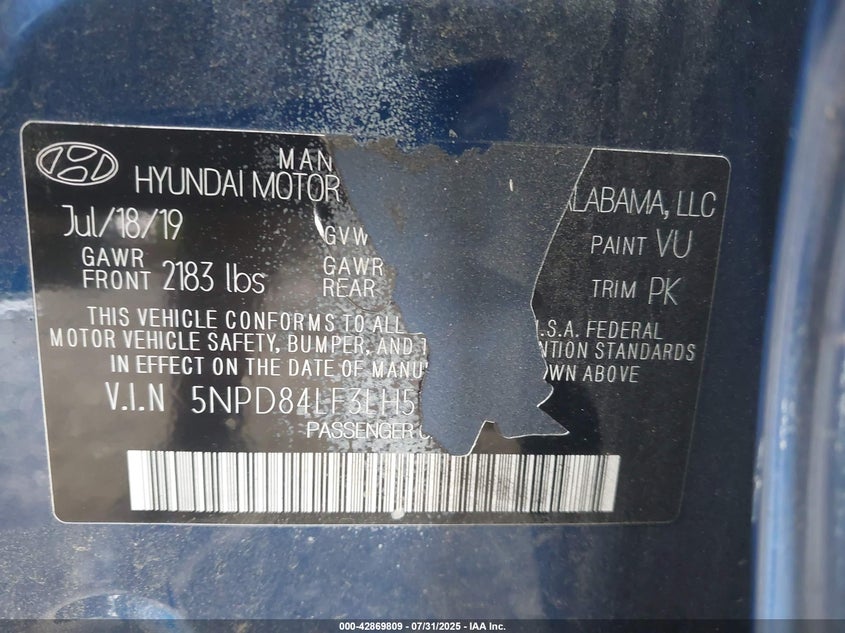 MAN
HYUNDAI MOTOR ALABAMA, LLC
Jul/18/19 GVW PAINT VU
GAWR FRONT 2183 lbs GAWR REAR TRIM PK
THIS VEHICLE CONFORMS TO ALL .S.A. FEDERAL
MOTOR VEHICLE SAFETY, BUMPER, AND NTION STANDARDS
IN EFFECT ON THE DATE OF MANU OWN ABOVE
V.I.N 5NPD84LF3LH5
PASSENGER
000-42869809 - 07/31/2025 - IAA Inc.